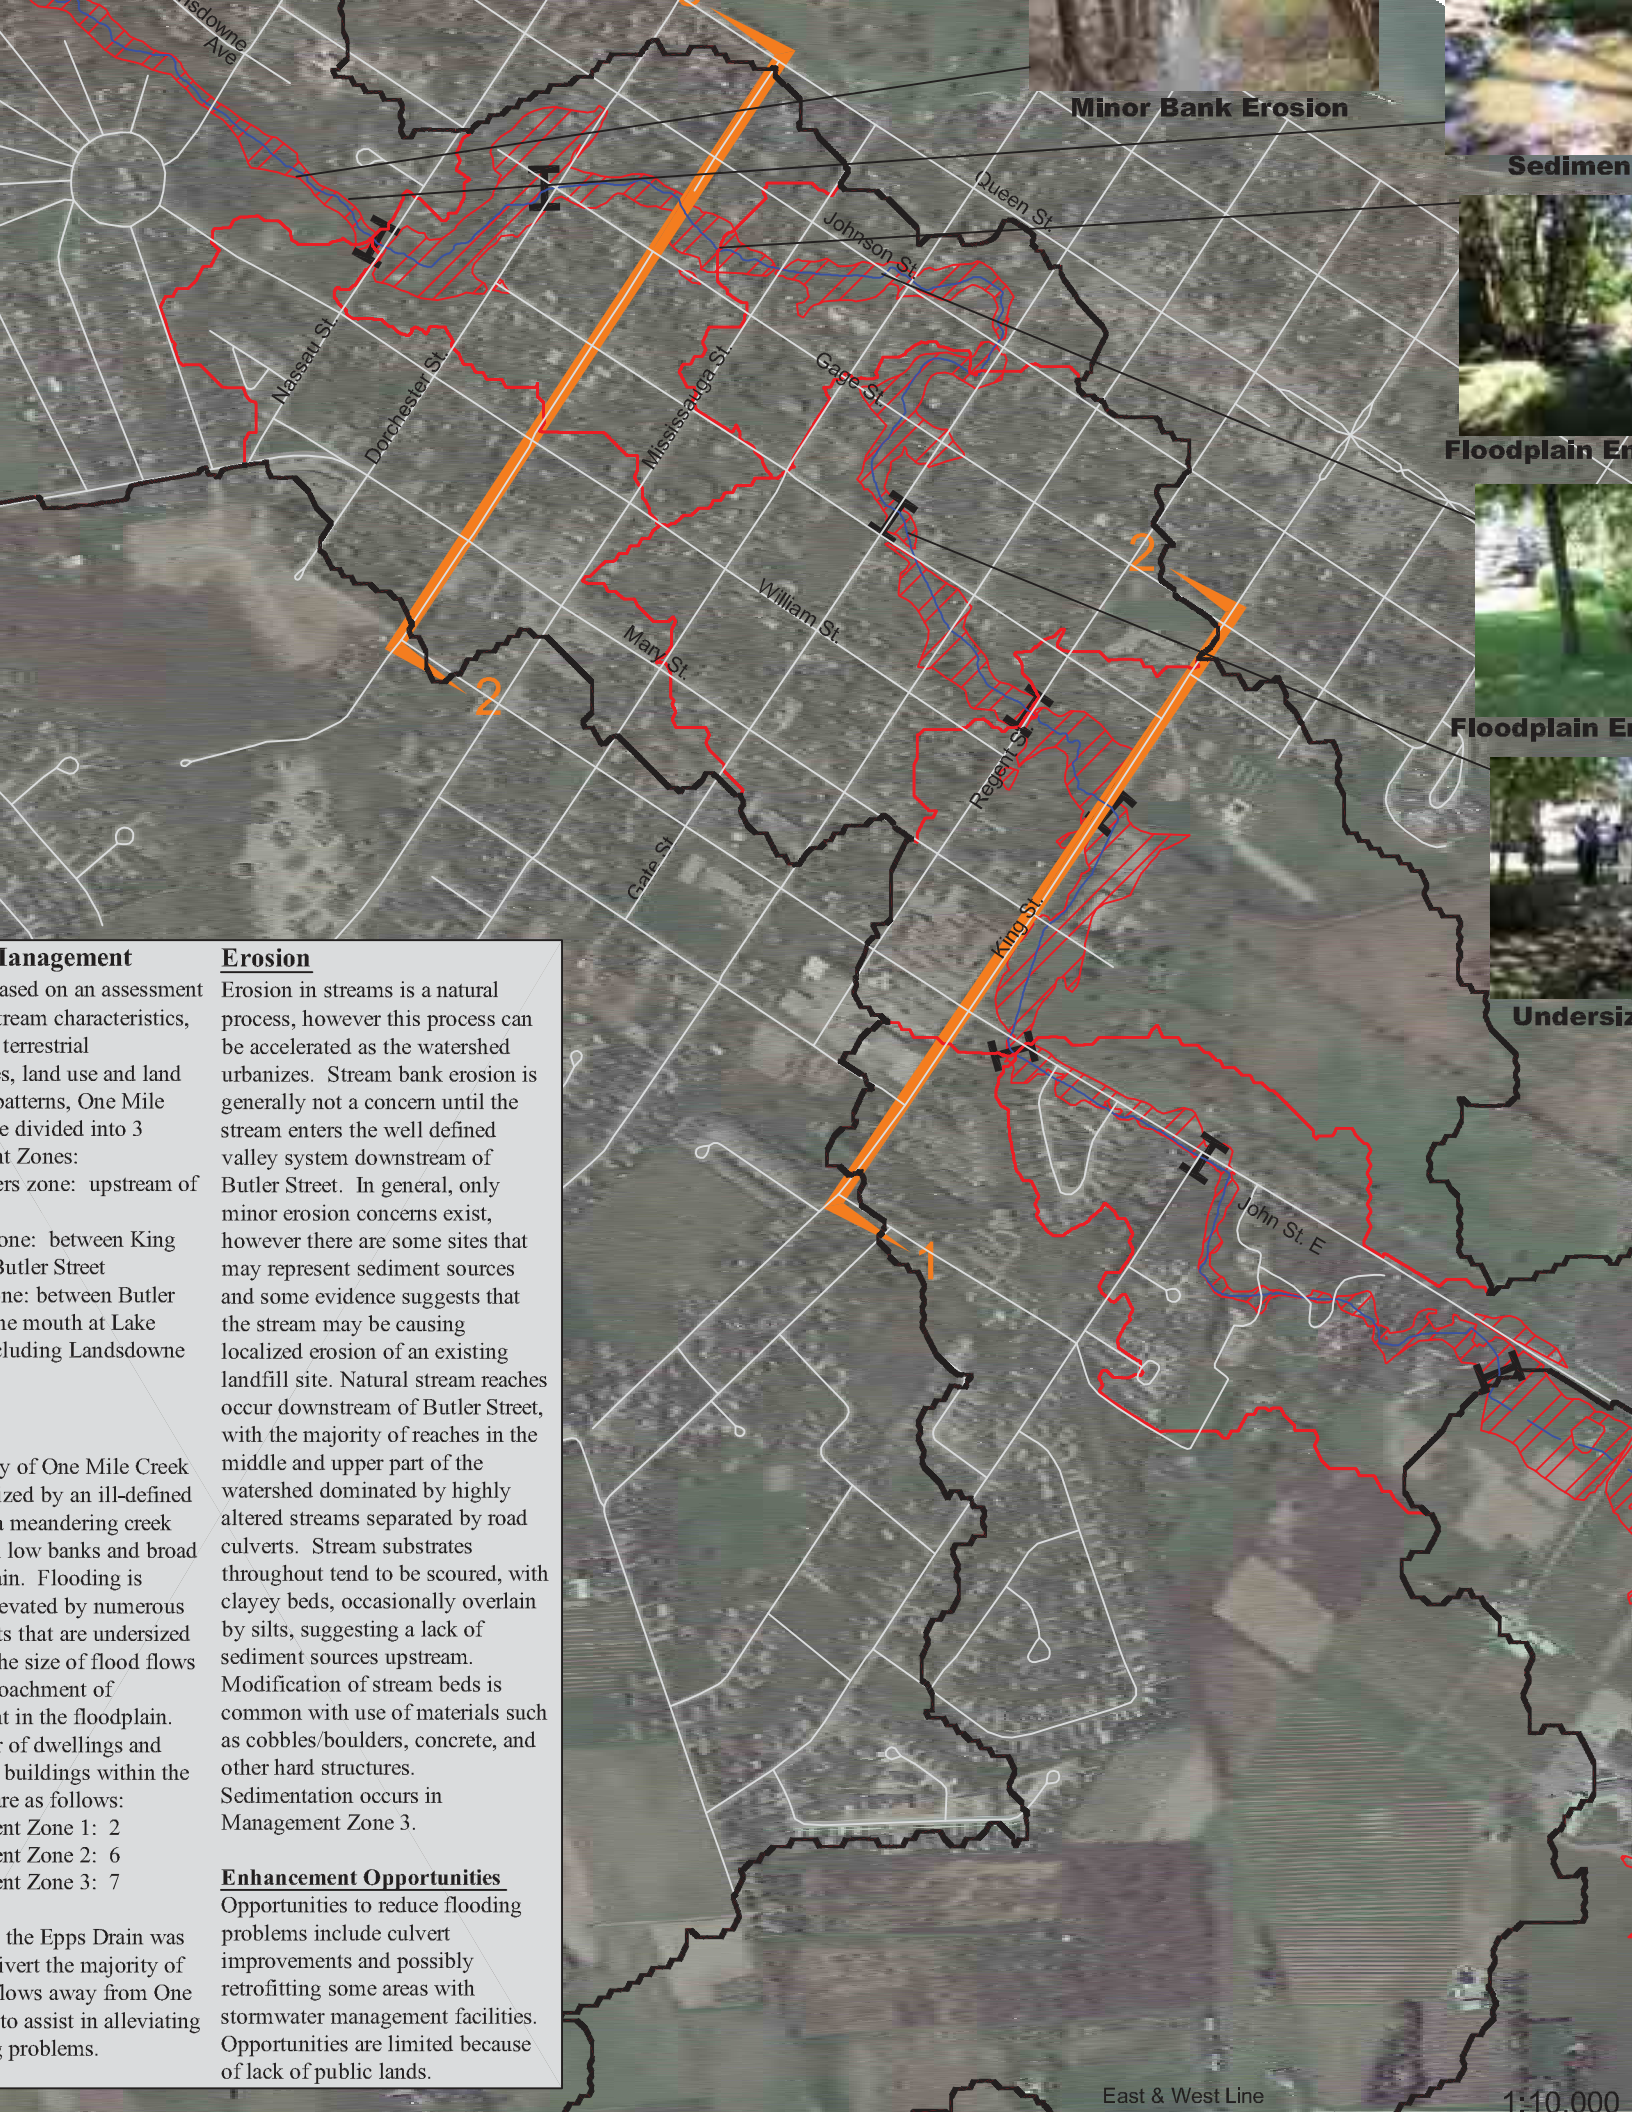 Ave
Minor Bank Erosion
Queen St.
Johnson St.
Nassau St.
Dorchester St.
Mississauga St.
Gage St.
2
William St.
Mary St.
2
Regent S
Gate St
King St.
1
John St. E
East & West Line
1:10,000
ased on an assessment
tream characteristics,
terrestrial
s, land use and land
patterns, One Mile
e divided into 3
nt Zones:
ers zone: upstream of
one: between King
Butler Street
ne: between Butler
he mouth at Lake
cluding Landsdowne
y of One Mile Creek
ized by an ill-defined
a meandering creek
low banks and broad
in. Flooding is
evated by numerous
ts that are undersized
he size of flood flows
oachment of
nt in the floodplain.
r of dwellings and
buildings within the
re as follows:
ent Zone 1: 2
ent Zone 2: 6
ent Zone 3: 7
the Epps Drain was
ivert the majority of
lows away from One
to assist in alleviating
g problems.
Erosion
Erosion in streams is a natural
process, however this process can
be accelerated as the watershed
urbanizes. Stream bank erosion is
generally not a concern until the
stream enters the well defined
valley system downstream of
Butler Street. In general, only
minor erosion concerns exist,
however there are some sites that
may represent sediment sources
and some evidence suggests that
the stream may be causing
localized erosion of an existing
landfill site. Natural stream reaches
occur downstream of Butler Street,
with the majority of reaches in the
middle and upper part of the
watershed dominated by highly
altered streams separated by road
culverts. Stream substrates
throughout tend to be scoured, with
clayey beds, occasionally overlain
by silts, suggesting a lack of
sediment sources upstream.
Modification of stream beds is
common with use of materials such
as cobbles/boulders, concrete, and
other hard structures.
Sedimentation occurs in
Management Zone 3.
Enhancement Opportunities
Opportunities to reduce flooding
problems include culvert
improvements and possibly
retrofitting some areas with
stormwater management facilities.
Opportunities are limited because
of lack of public lands.
Sedimen
Floodplain En
Floodplain En
Undersiz